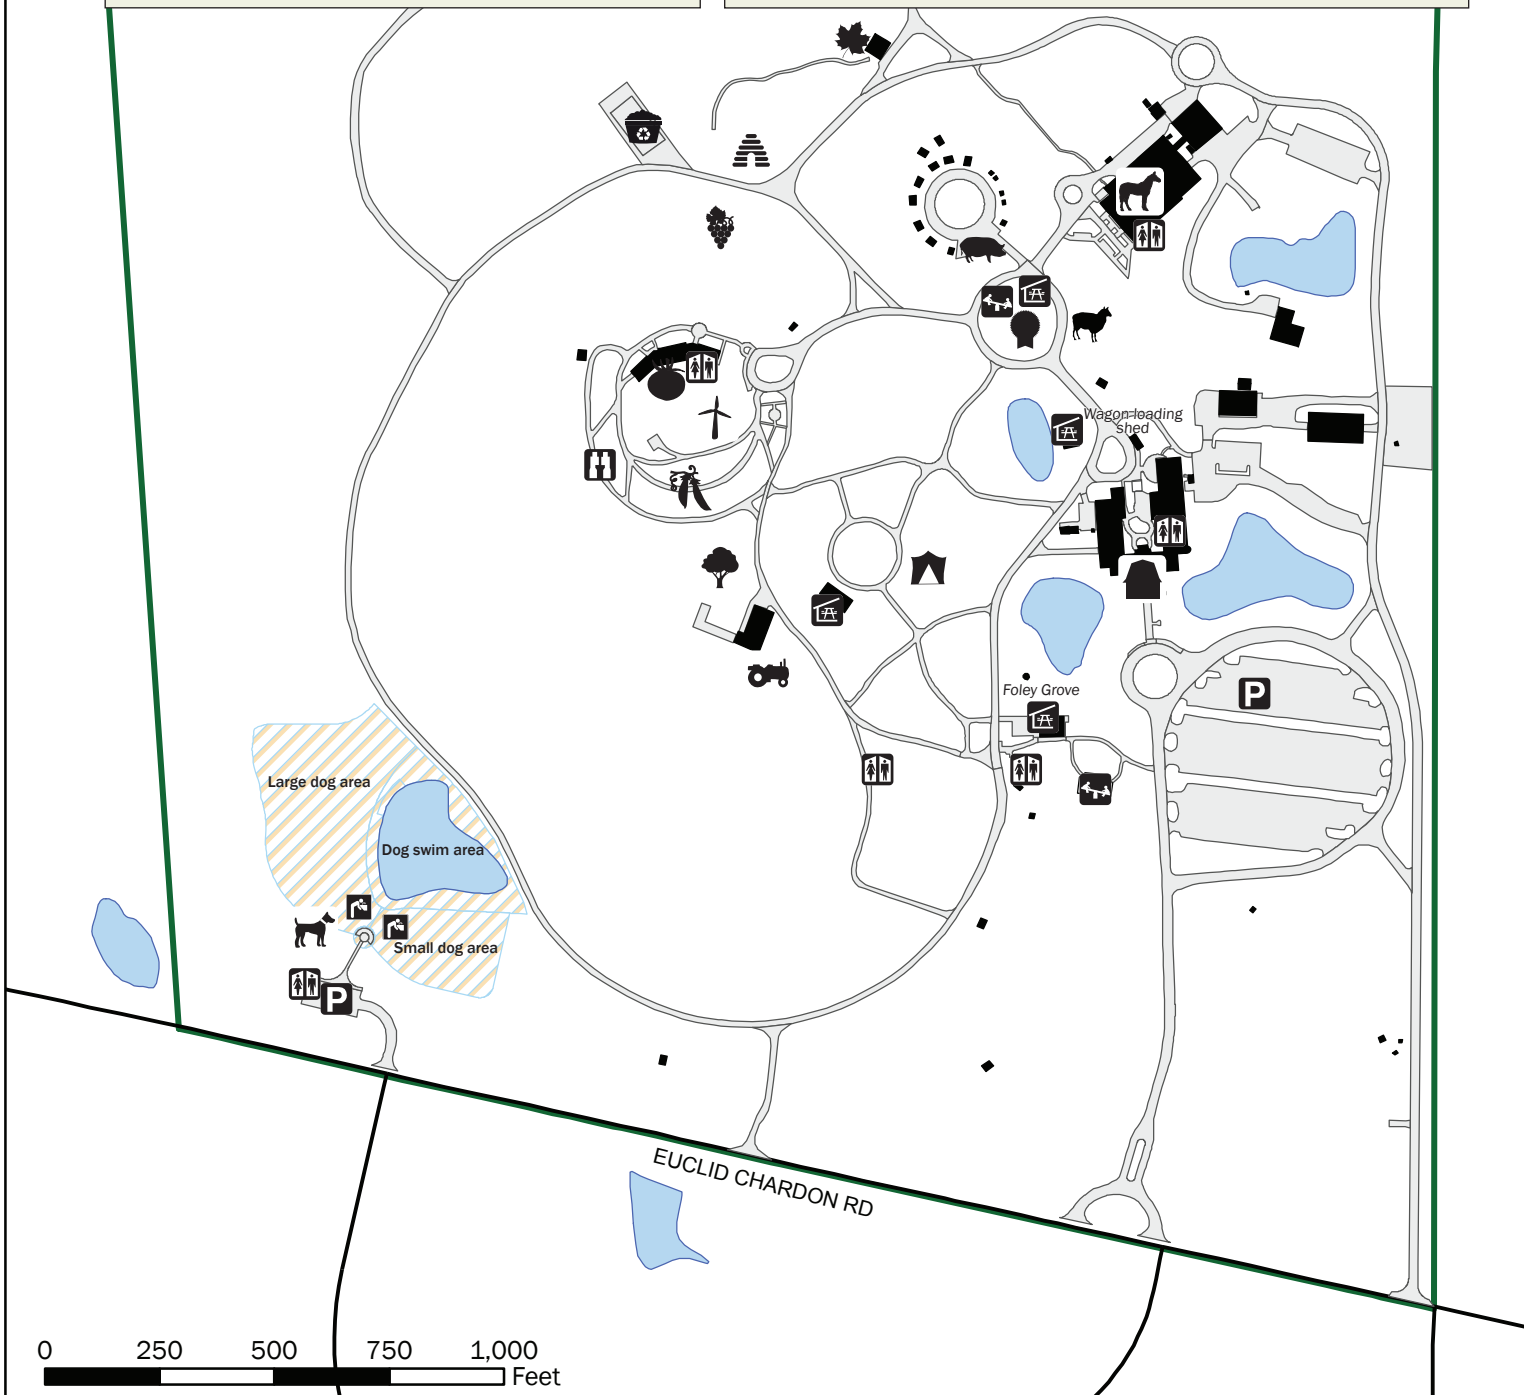 Wagon loading
shed
Foley Grove
P
Large dog area
Dog swim area
Small dog area
P
EUCLID CHARDON RD
0 250 500 750 1,000
Feet